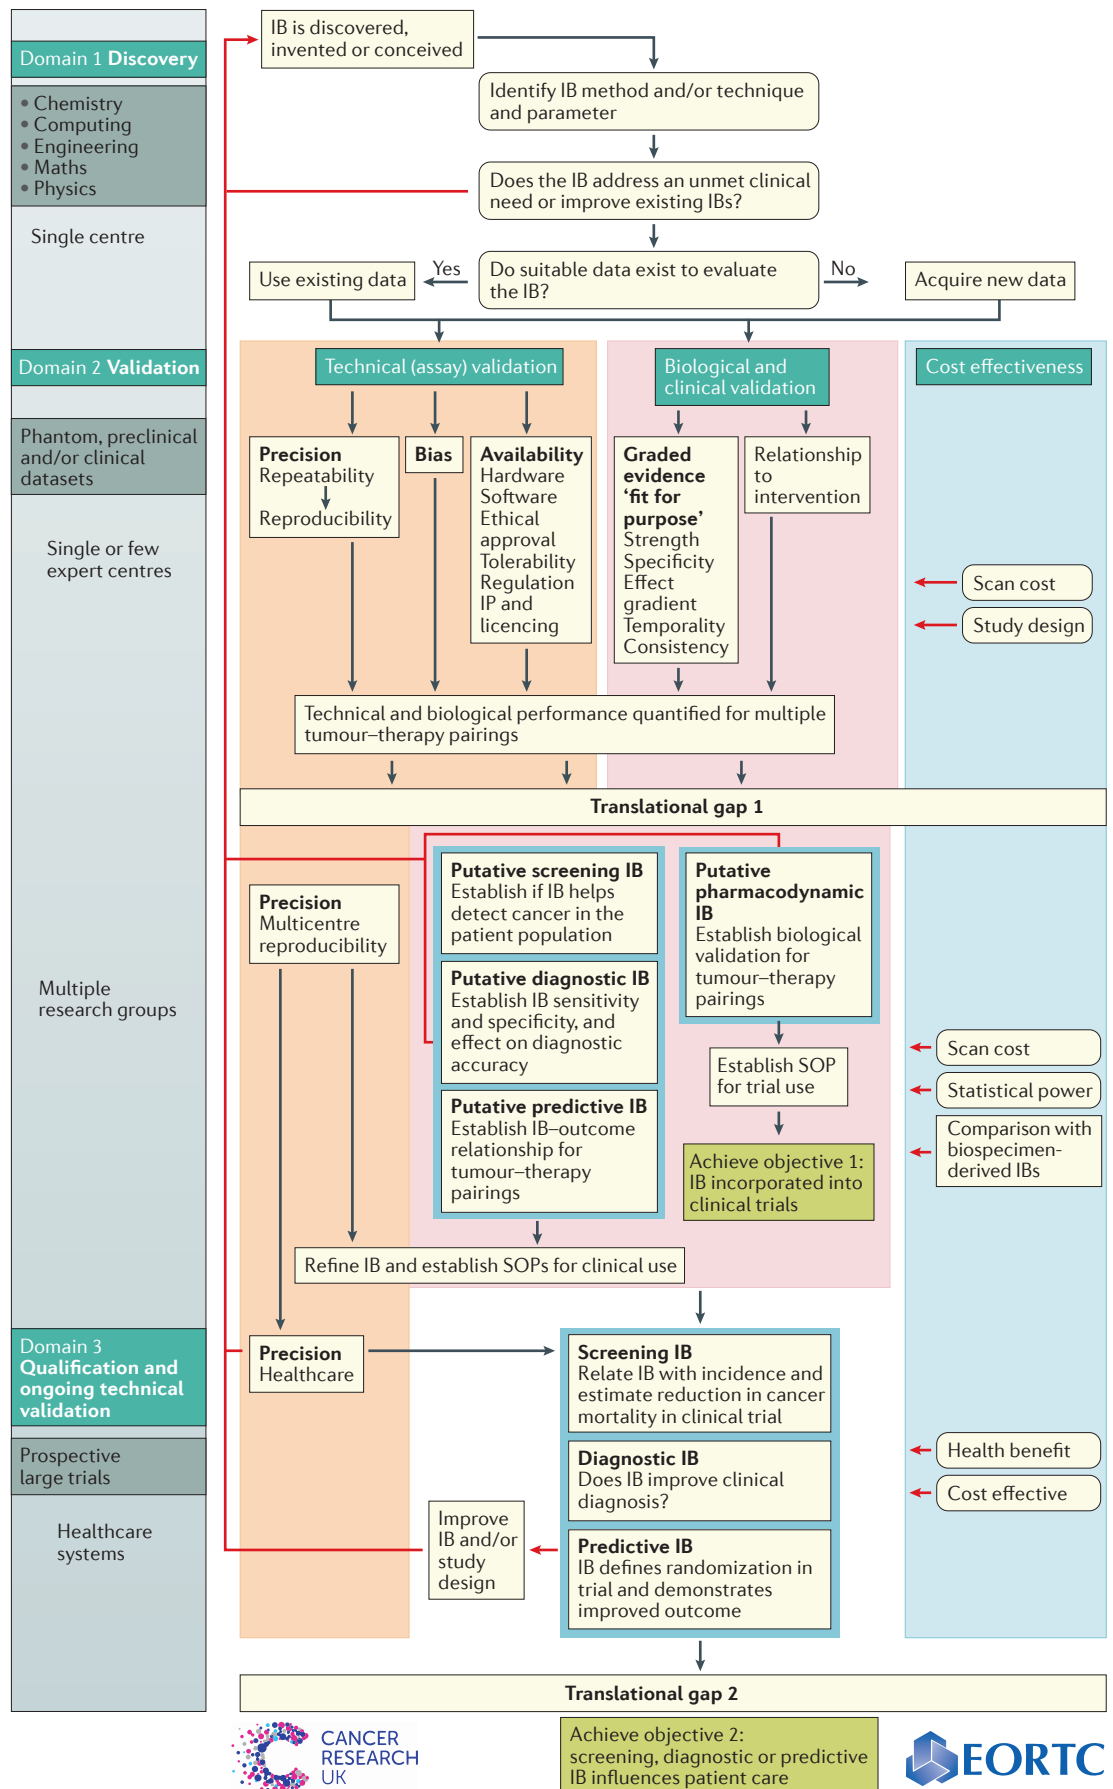 IB is discovered,
invented or conceived
Domain 1 Discovery
• Chemistry
• Computing
• Engineering
• Maths
• Physics
Single centre
Identify IB method and/or technique
and parameter
Does the IB address an unmet clinical
need or improve existing IBs?
Do suitable data exist to evaluate
the IB?
Yes
No
Use existing data
Acquire new data
Domain 2 Validation
Phantom, preclinical
and/or clinical
datasets
Single or few
expert centres
Technical (assay) validation
Biological and
clinical validation
Cost effectiveness
Precision
Repeatability
Reproducibility
Bias
Availability
Hardware
Software
Ethical
approval
Tolerability
Regulation
IP and
licencing
Graded
evidence
‘fit for
purpose’
Strength
Specificity
Effect
gradient
Temporality
Consistency
Relationship
to
intervention
Scan cost
Study design
Technical and biological performance quantified for multiple
tumour–therapy pairings
Translational gap 1
Multiple
research groups
Precision
Multicentre
reproducibility
Putative screening IB
Establish if IB helps
detect cancer in the
patient population
Putative diagnostic IB
Establish IB sensitivity
and specificity, and
effect on diagnostic
accuracy
Putative predictive IB
Establish IB–outcome
relationship for
tumour–therapy
pairings
Putative
pharmacodynamic
IB
Establish biological
validation for
tumour–therapy
pairings
Establish SOP
for trial use
Achieve objective 1:
IB incorporated into
clinical trials
Scan cost
Statistical power
Comparison with
biospecimen-
derived IBs
Refine IB and establish SOPs for clinical use
Domain 3
Qualification and
ongoing technical
validation
Prospective
large trials
Healthcare
systems
Precision
Healthcare
Screening IB
Relate IB with incidence and
estimate reduction in cancer
mortality in clinical trial
Diagnostic IB
Does IB improve clinical
diagnosis?
Predictive IB
IB defines randomization in
trial and demonstrates
improved outcome
Improve
IB and/or
study
design
Health benefit
Cost effective
Translational gap 2
CANCER
RESEARCH
UK
Achieve objective 2:
screening, diagnostic or predictive
IB influences patient care
EORTC